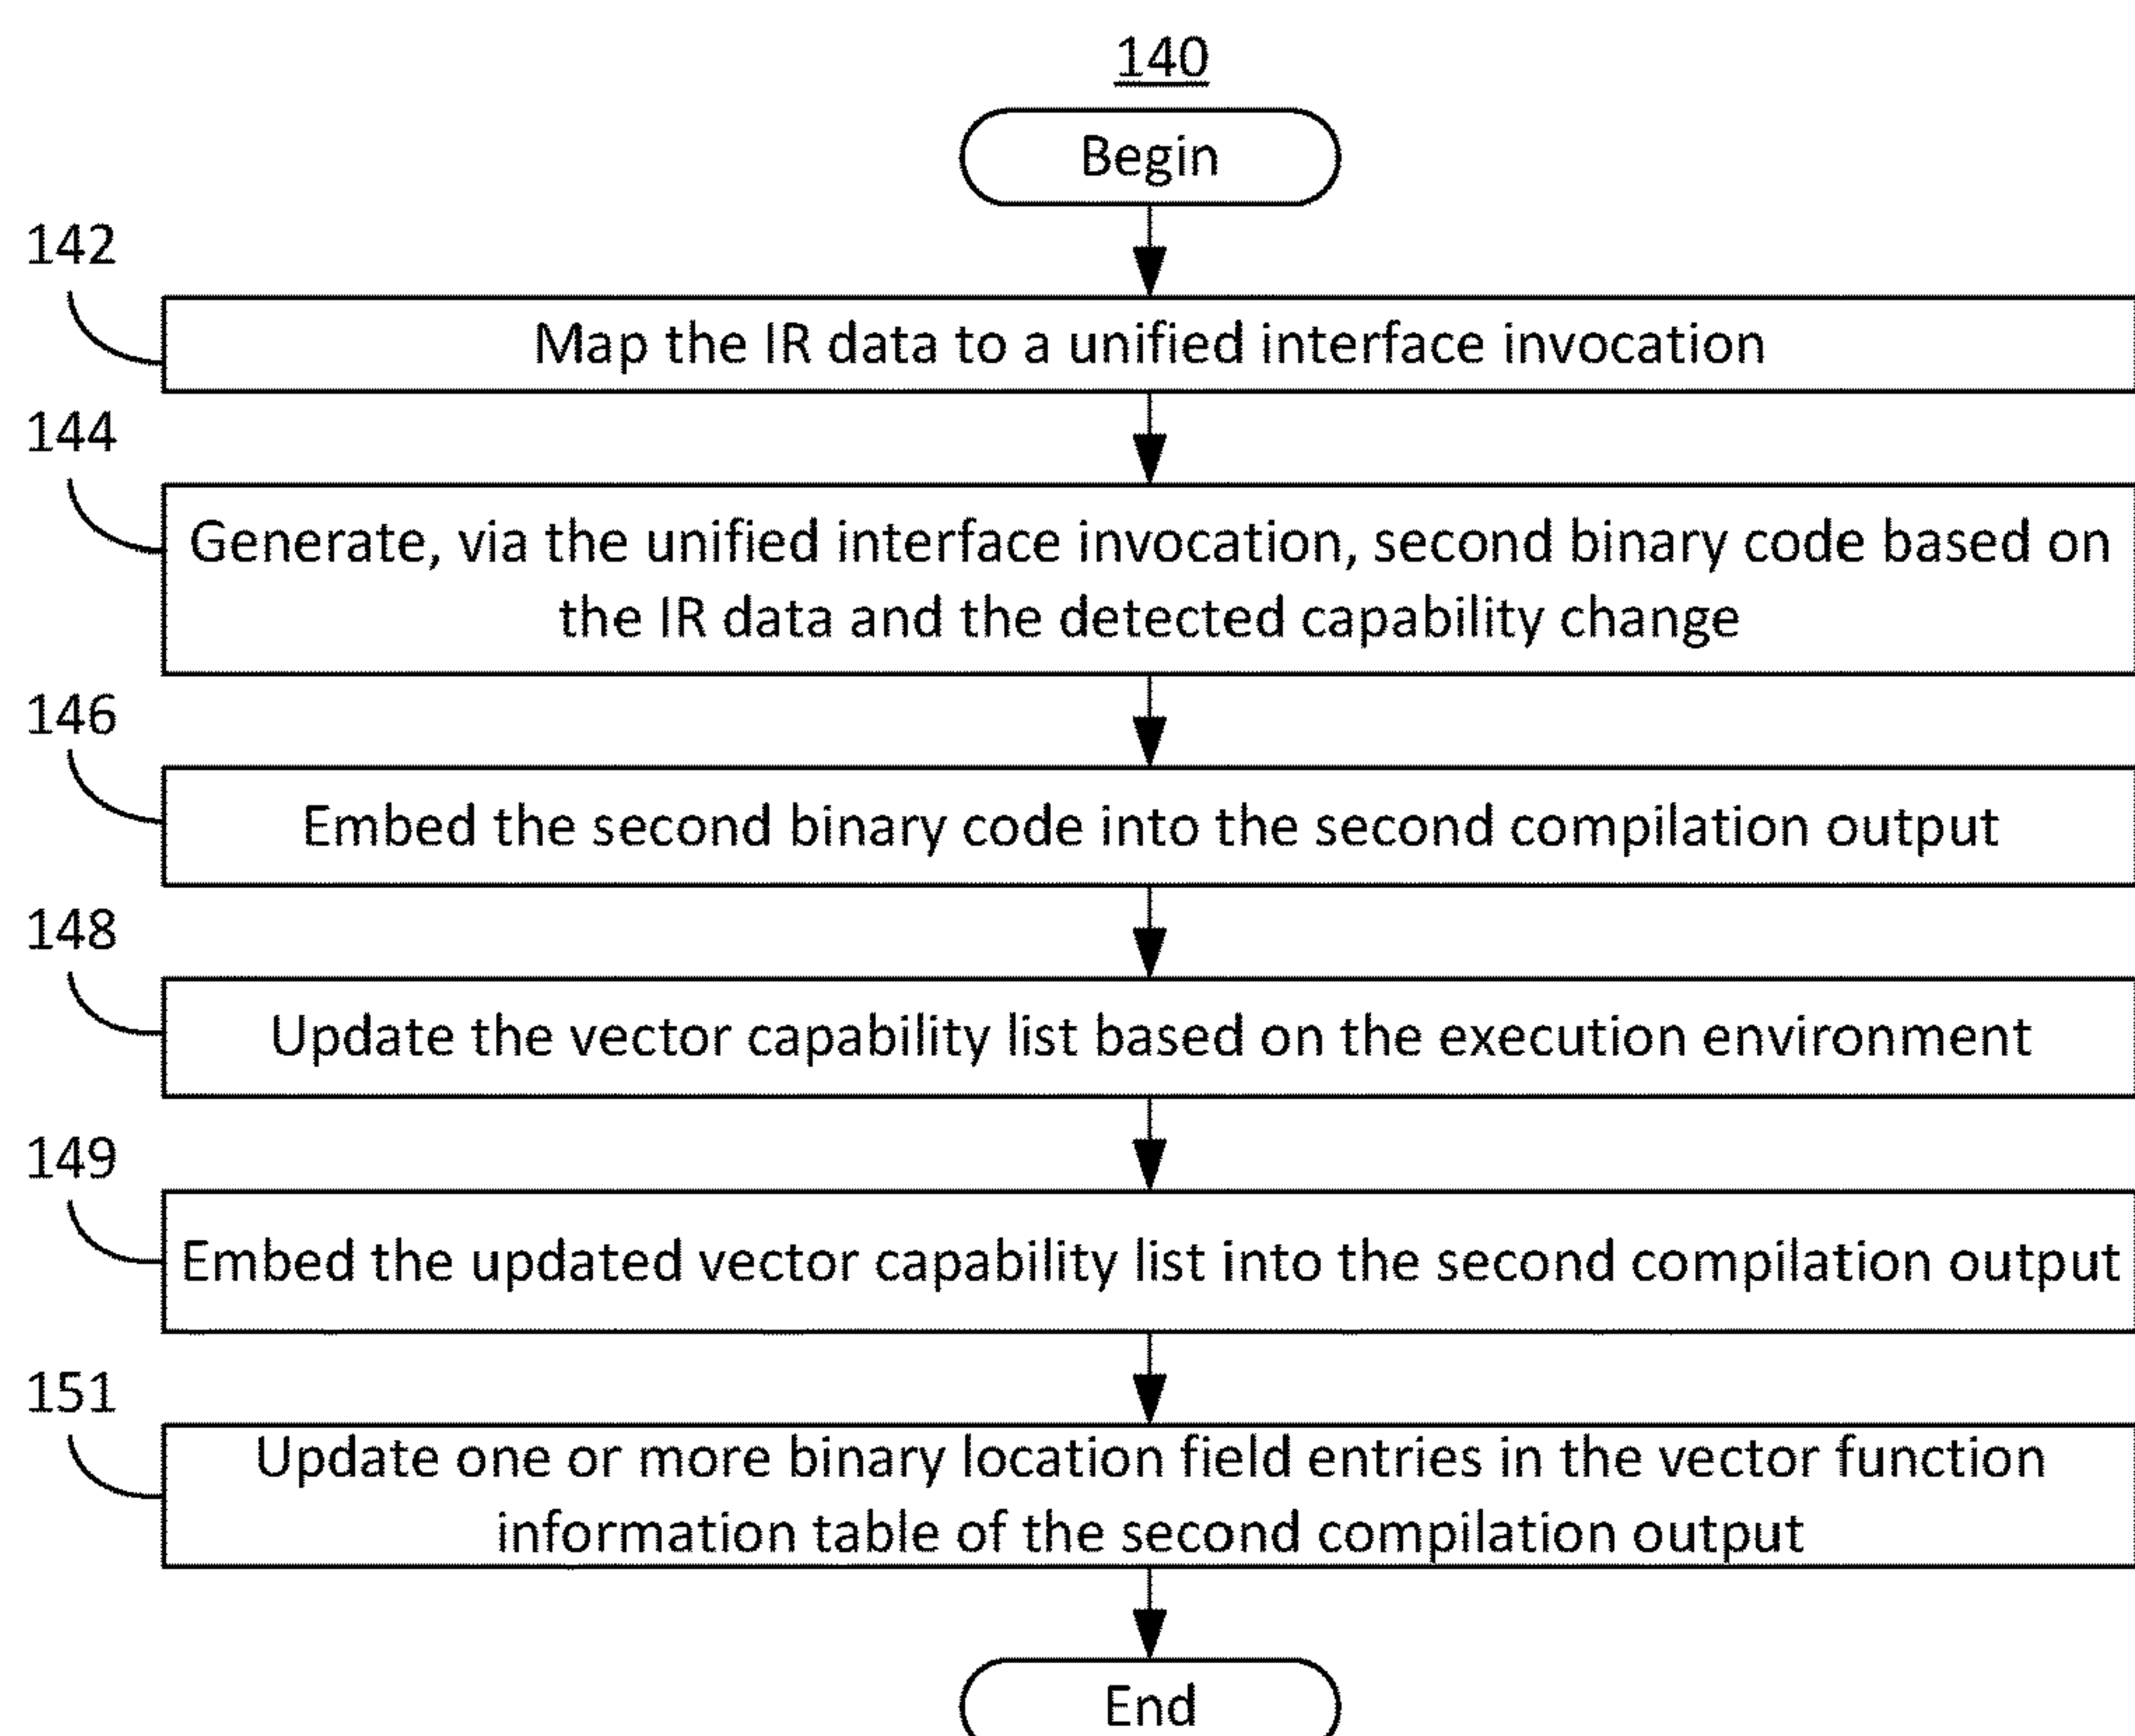 140
Begin
142
Map the IR data to a unified interface invocation
144
Generate, via the unified interface invocation, second binary code based on
the IR data and the detected capability change
146
Embed the second binary code into the second compilation output
148
Update the vector capability list based on the execution environment
149
Embed the updated vector capability list into the second compilation output
151
Update one or more binary location field entries in the vector function
information table of the second compilation output
End